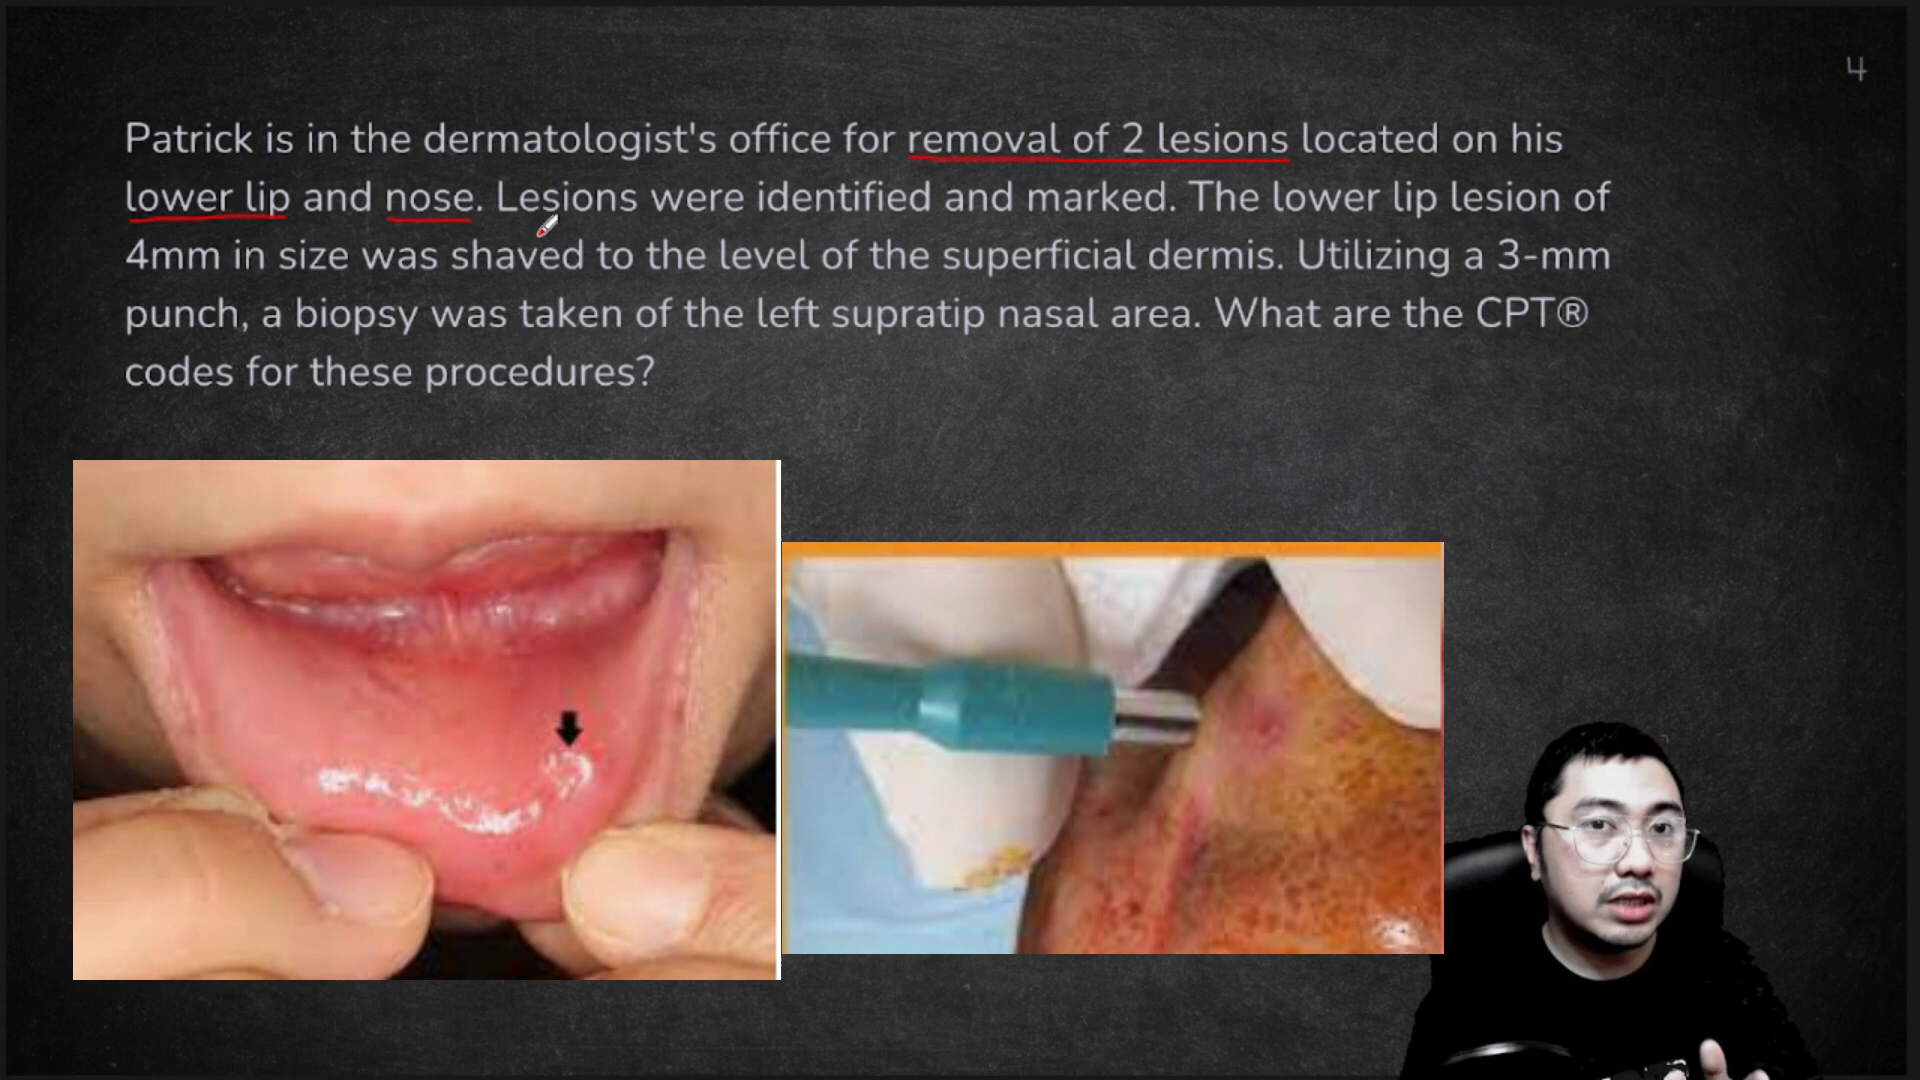 4
Patrick is in the dermatologist's office for removal of 2 lesions located on his
lower lip and nose. Lesions were identified and marked. The lower lip lesion of
4mm in size was shaved to the level of the superficial dermis. Utilizing a 3-mm
punch, a biopsy was taken of the left supratip nasal area. What are the CPT®
codes for these procedures?